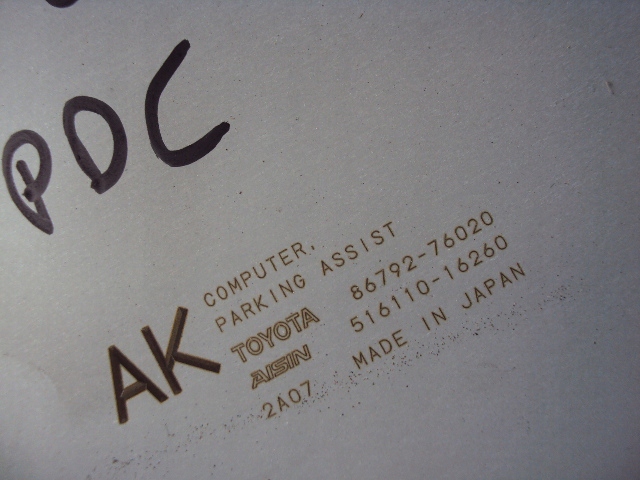 PDC
COMPUTER,
PARKING ASSIST
AK
TOYOTA 86792-76020
AISIN 516110-16260
2A07 MADE IN JAPAN